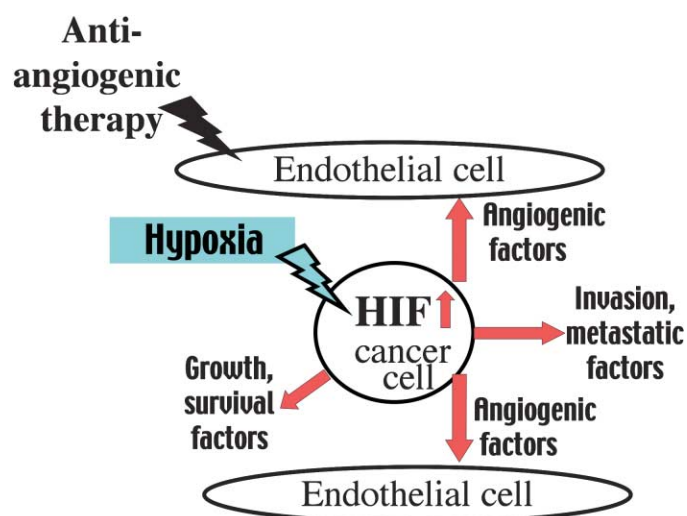 Anti-
angiogenic
therapy
Endothelial cell
Angiogenic
factors
Hypoxia
HIF
cancer
cell
Invasion,
metastatic
factors
Growth,
survival
factors
Angiogenic
factors
Endothelial cell